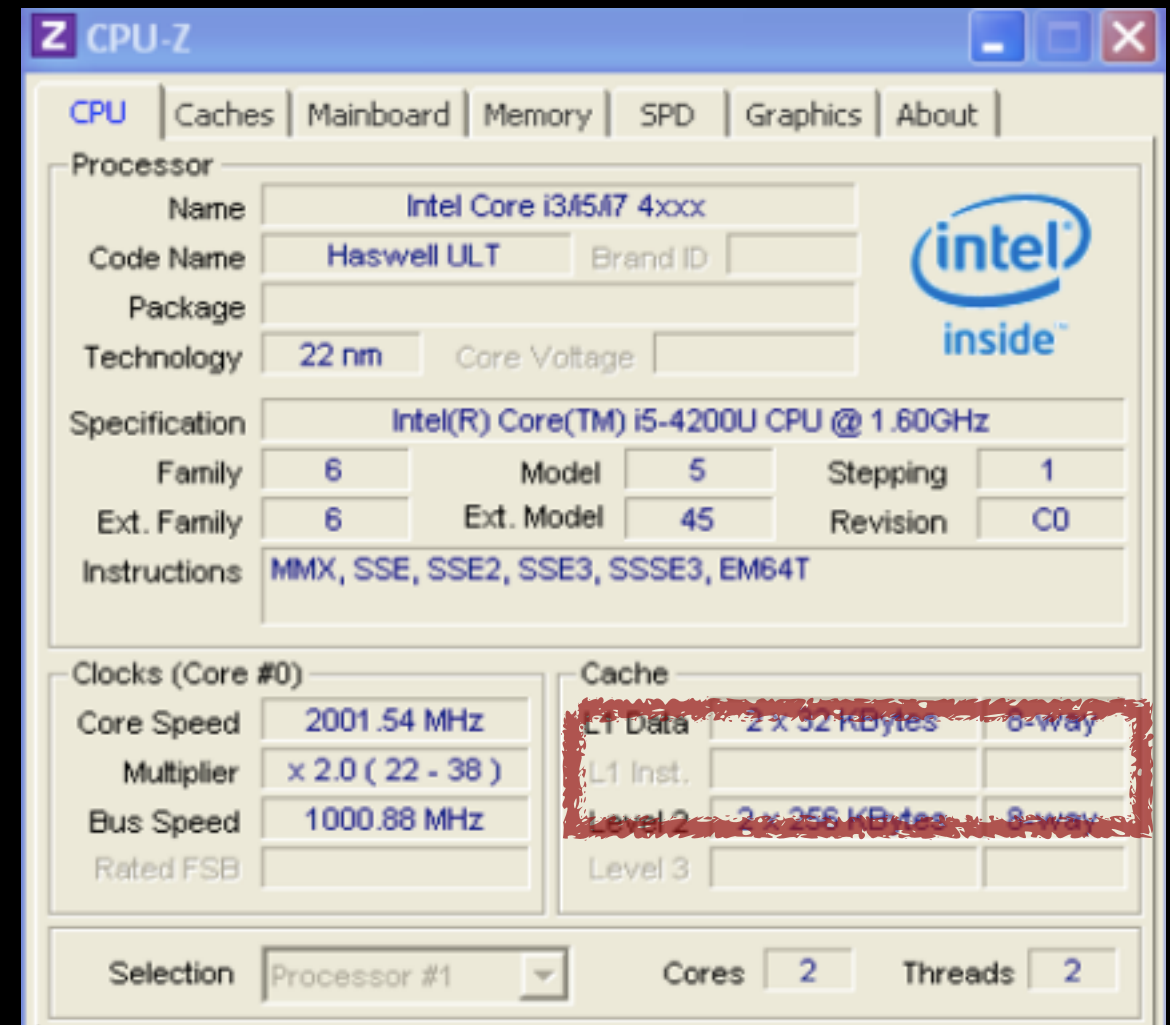 Z CPU-Z
CPU Caches Mainboard Memory SPD Graphics About
Processor
Name Intel Core i3/i5/i7 4xxx
Code Name Haswell ULT Brand ID
Package
Technology 22 nm Core Voltage
intel inside™
Specification Intel(R) Core(TM) i5-4200U CPU @ 1.60GHz
Family 6 Model 5 Stepping 1
Ext. Family 6 Ext. Model 45 Revision C0
Instructions MMX, SSE, SSE2, SSE3, SSSE3, EM64T
Clocks (Core #0)
Core Speed 2001.54 MHz
Multiplier x 2.0 ( 22 - 38 )
Bus Speed 1000.88 MHz
Rated FSB
Cache
L1 Data 2 x 32 KBytes 8-way
L1 Inst.
Level 2 2 x 256 KBytes 8-way
Level 3
Selection Processor #1 Cores 2 Threads 2